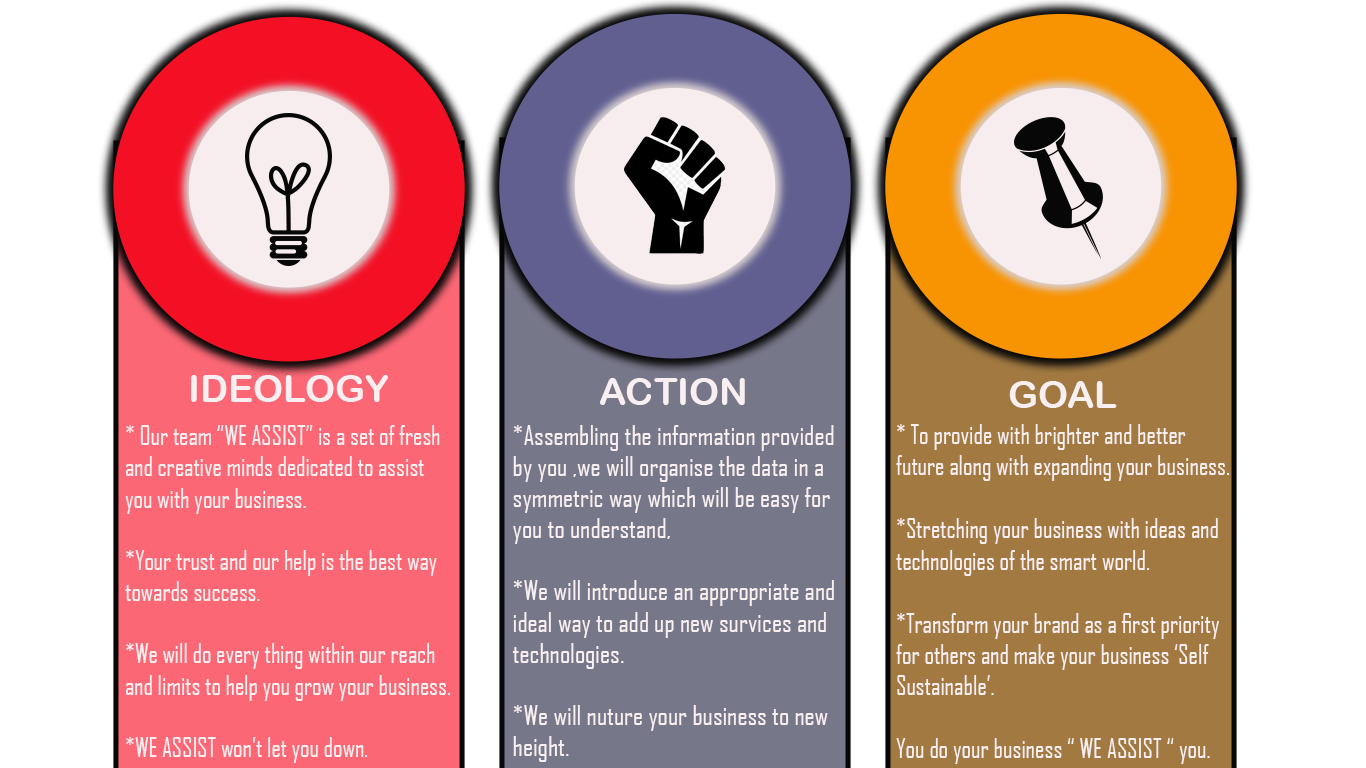 IDEOLOGY
* Our team “WE ASSIST” is a set of fresh
and creative minds dedicated to assist
you with your business.
*Your trust and our help is the best way
towards success.
*We will do every thing within our reach
and limits to help you grow your business.
*WE ASSIST won’t let you down.
ACTION
*Assembling the information provided
by you ,we will organise the data in a
symmetric way which will be easy for
you to understand,
*We will introduce an appropriate and
ideal way to add up new survices and
technologies.
*We will nuture your business to new
height.
GOAL
* To provide with brighter and better
future along with expanding your business.
*Stretching your business with ideas and
technologies of the smart world.
*Transform your brand as a first priority
for others and make your business ‘Self
Sustainable’.
You do your business “ WE ASSIST “ you.